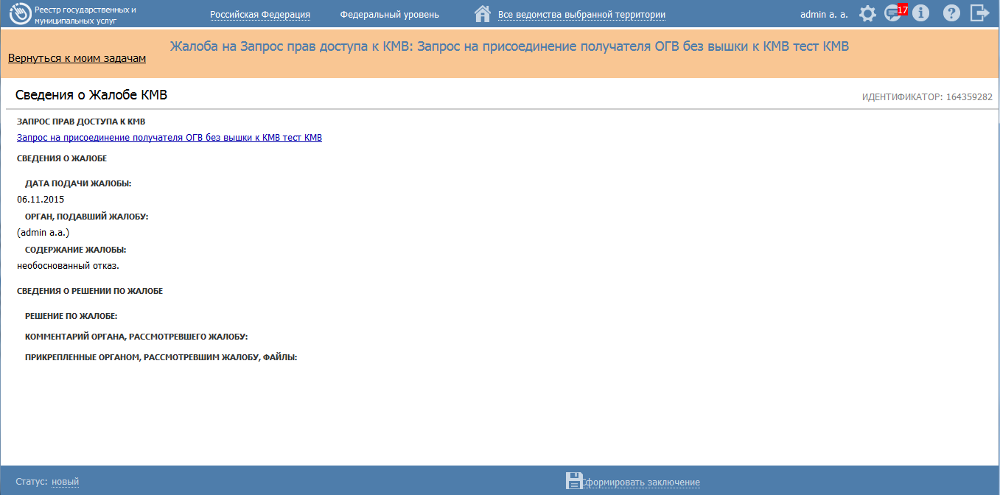 Реестр государственных и
муниципальных услуг
Российская Федерация
Федеральный уровень
Все ведомства выбранной территории
admin а. а.
17
Вернуться к моим задачам
Жалоба на Запрос прав доступа к КМВ: Запрос на присоединение получателя ОГВ без вышки к КМВ тест КМВ
Сведения о Жалобе КМВ
ИДЕНТИФИКАТОР: 164359282
ЗАПРОС ПРАВ ДОСТУПА К КМВ
Запрос на присоединение получателя ОГВ без вышки к КМВ тест КМВ
СВЕДЕНИЯ О ЖАЛОБЕ
ДАТА ПОДАЧИ ЖАЛОБЫ:
06.11.2015
ОРГАН, ПОДАВШИЙ ЖАЛОБУ:
(admin а.а.)
СОДЕРЖАНИЕ ЖАЛОБЫ:
необоснованный отказ.
СВЕДЕНИЯ О РЕШЕНИИ ПО ЖАЛОБЕ
РЕШЕНИЕ ПО ЖАЛОБЕ:
КОММЕНТАРИЙ ОРГАНА, РАССМОТРЕВШЕГО ЖАЛОБУ:
ПРИКРЕПЛЕННЫЕ ОРГАНОМ, РАССМОТРЕВШИМ ЖАЛОБУ, ФАЙЛЫ:
Статус: новый
Сформировать заключение